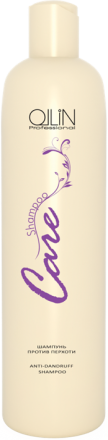 OLLIN
Professional
Shampoo
Care
ШАМПУНЬ
ПРОТИВ ПЕРХОТИ
ANTI-DANDRUFF
SHAMPOO